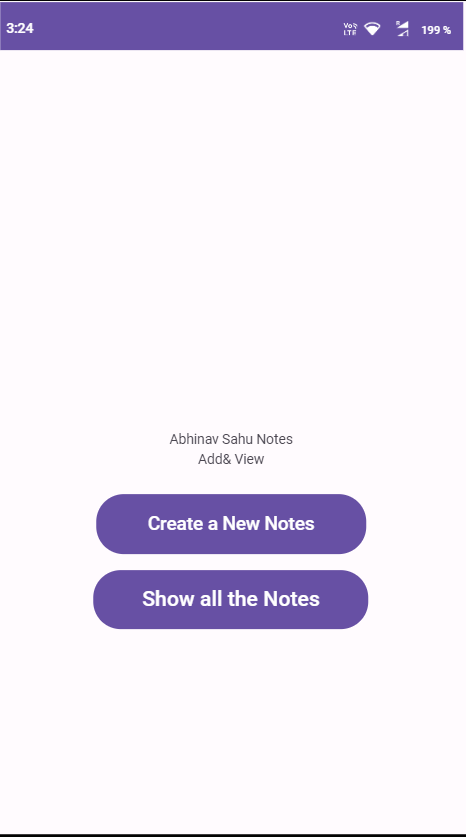 3:24
Vo LTE R 199 %
Abhinav Sahu Notes
Add& View
Create a New Notes
Show all the Notes